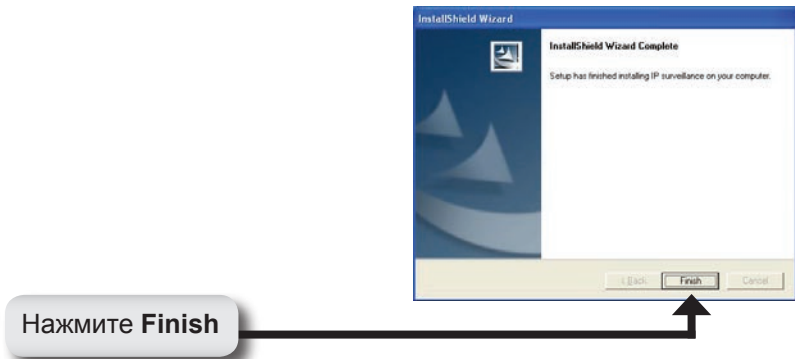 InstallShield Wizard
InstallShield Wizard Complete
Setup has finished installing IP surveillance on your computer.
< Back Finish Cancel
Нажмите Finish